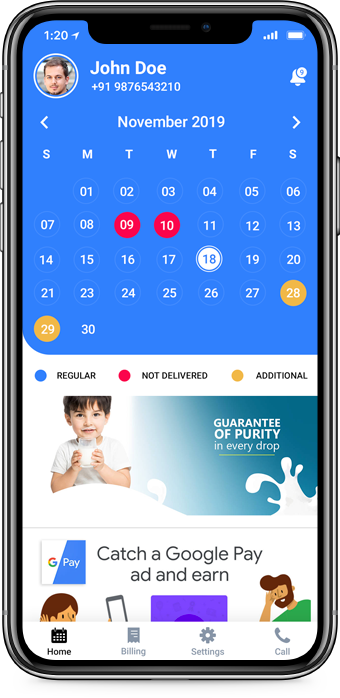 1:20
John Doe
+91 9876543210
9
November 2019
S M T W T F S
01 02 03 04 05 06
07 08 09 10 11 12 13
14 15 16 17 18 19 20
21 23 24 25 26 27 28
29 30
REGULAR NOT DELIVERED ADDITIONAL
GUARANTEE
OF PURITY
in every drop
G Pay
Catch a Google Pay
ad and earn
Home Billing Settings Call